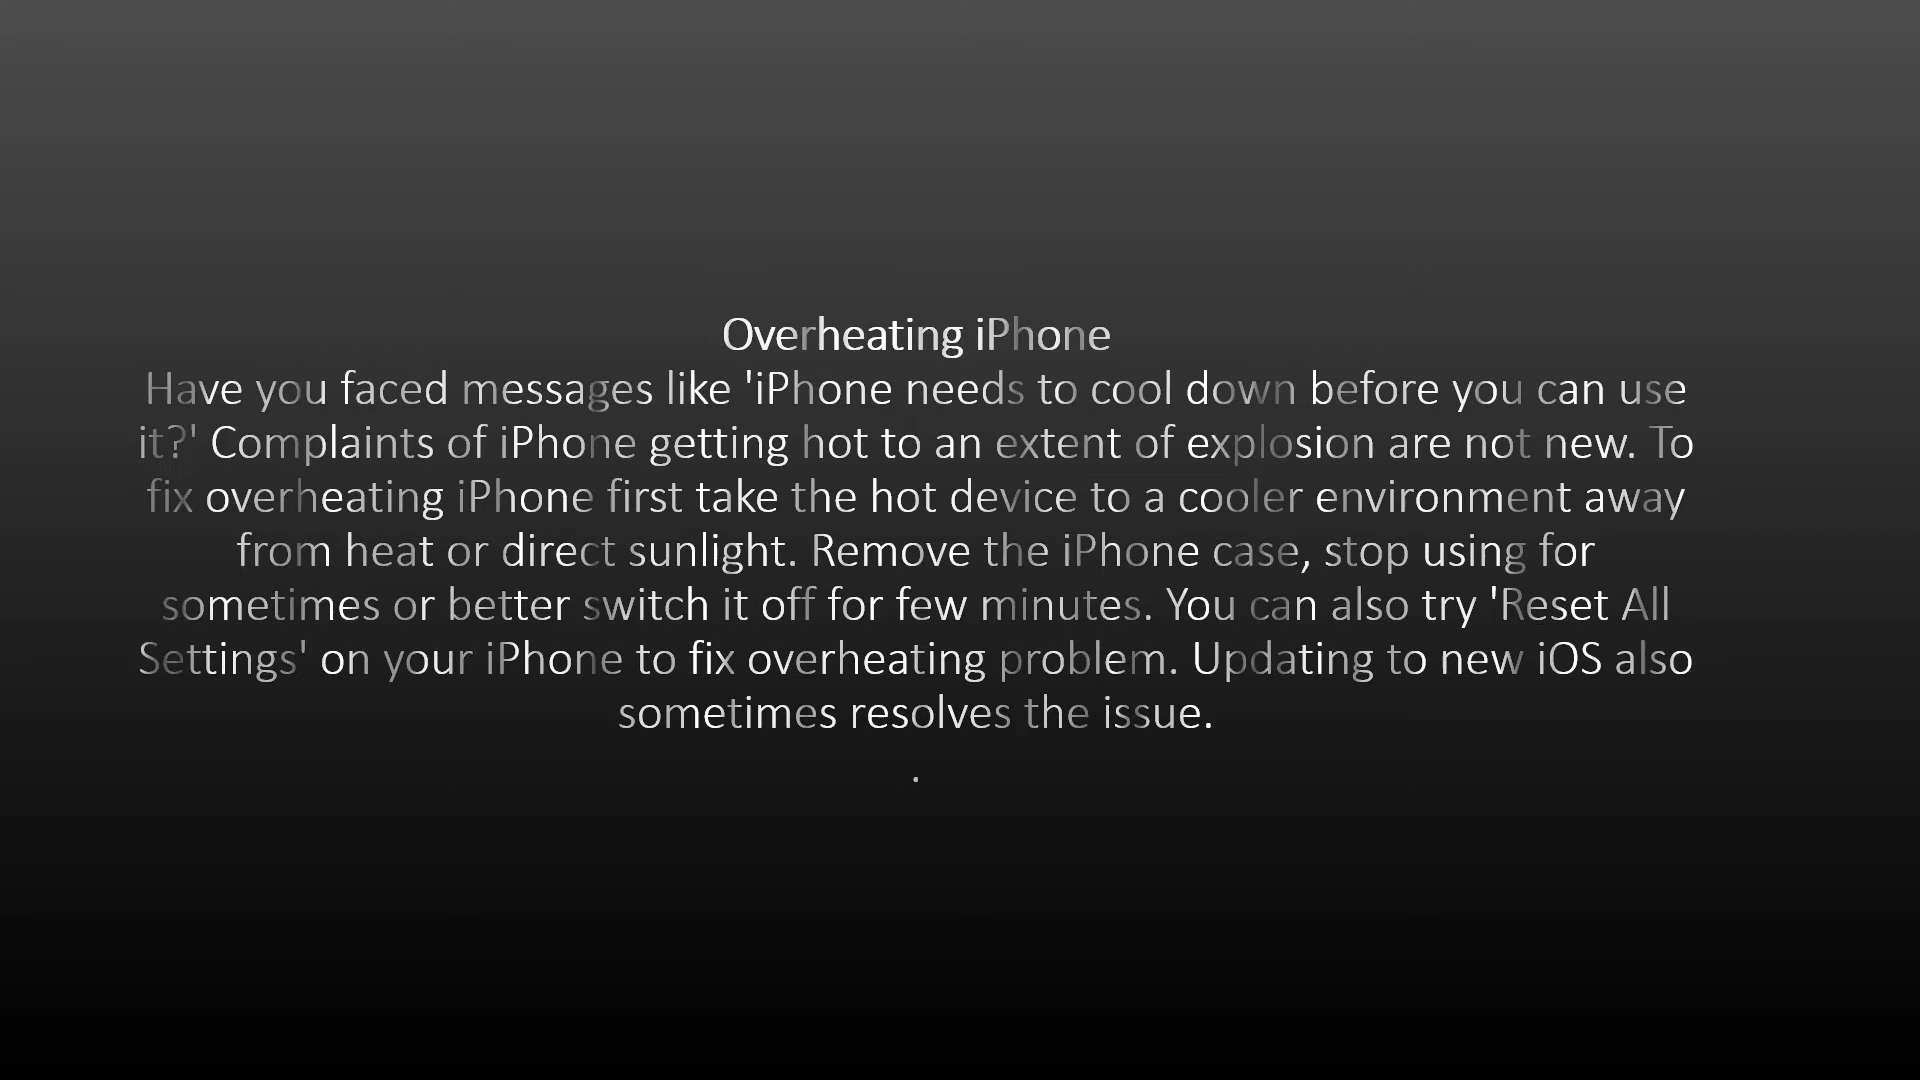 Overheating iPhone
Have you faced messages like 'iPhone needs to cool down before you can use
it?' Complaints of iPhone getting hot to an extent of explosion are not new. To
fix overheating iPhone first take the hot device to a cooler environment away
from heat or direct sunlight. Remove the iPhone case, stop using for
sometimes or better switch it off for few minutes. You can also try 'Reset All
Settings' on your iPhone to fix overheating problem. Updating to new iOS also
sometimes resolves the issue.
.